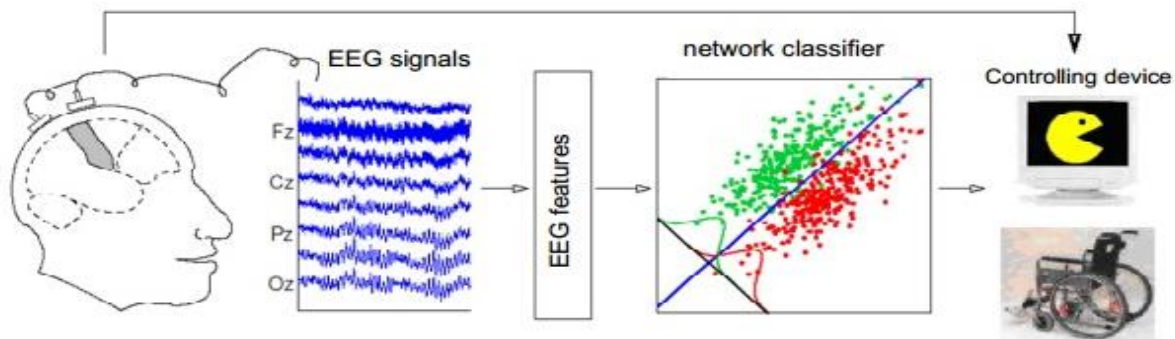 EEG signals
Fz
Cz
Pz
Oz
EEG features
network classifier
Controlling device